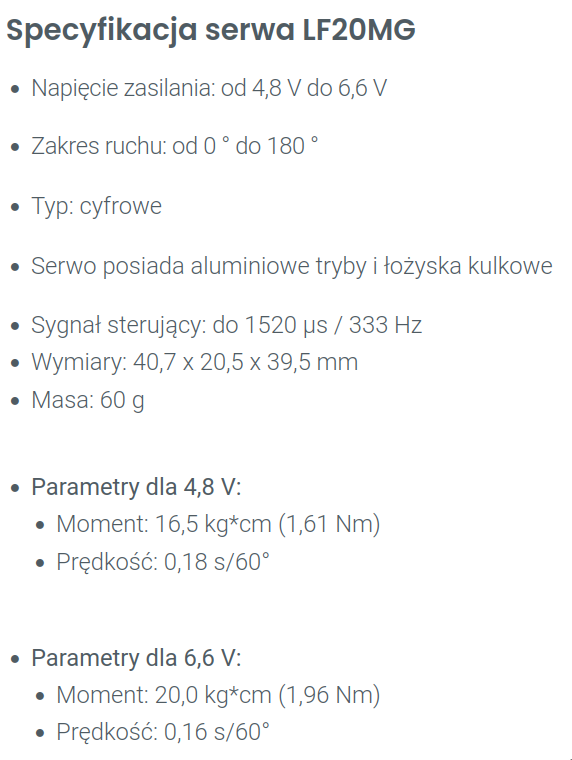 Specyfikacja serwa LF20MG
• Napięcie zasilania: od 4,8 V do 6,6 V
• Zakres ruchu: od 0 ° do 180 °
• Typ: cyfrowe
• Serwo posiada aluminiowe tryby i łożyska kulkowe
• Sygnał sterujący: do 1520 µs / 333 Hz
• Wymiary: 40,7 x 20,5 x 39,5 mm
• Masa: 60 g
• Parametry dla 4,8 V:
• Moment: 16,5 kg*cm (1,61 Nm)
• Prędkość: 0,18 s/60°
• Parametry dla 6,6 V:
• Moment: 20,0 kg*cm (1,96 Nm)
• Prędkość: 0,16 s/60°